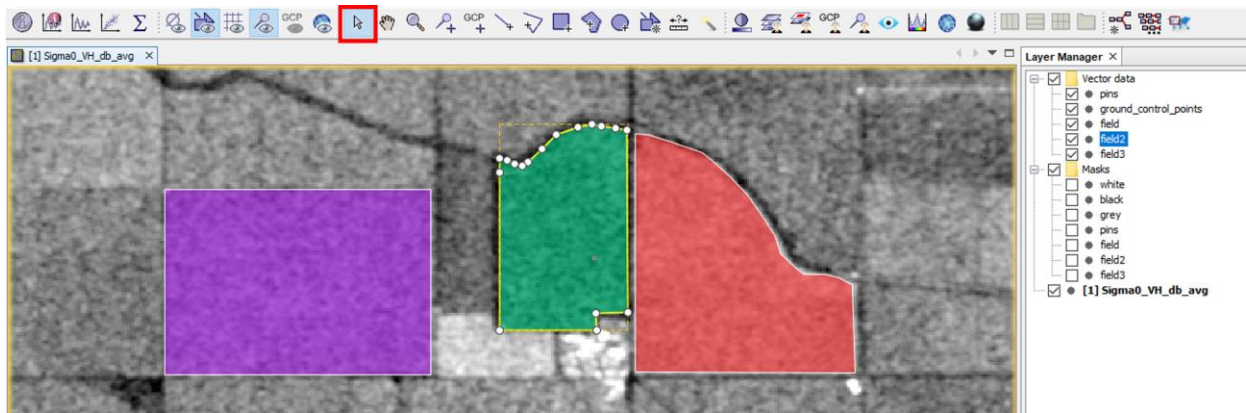 GCP
GCP
GCP
[1] Sigma0_VH_db_avg
Layer Manager
Vector data
pins
ground_control_points
field
field2
field3
Masks
white
black
grey
pins
field
field2
field3
[1] Sigma0_VH_db_avg